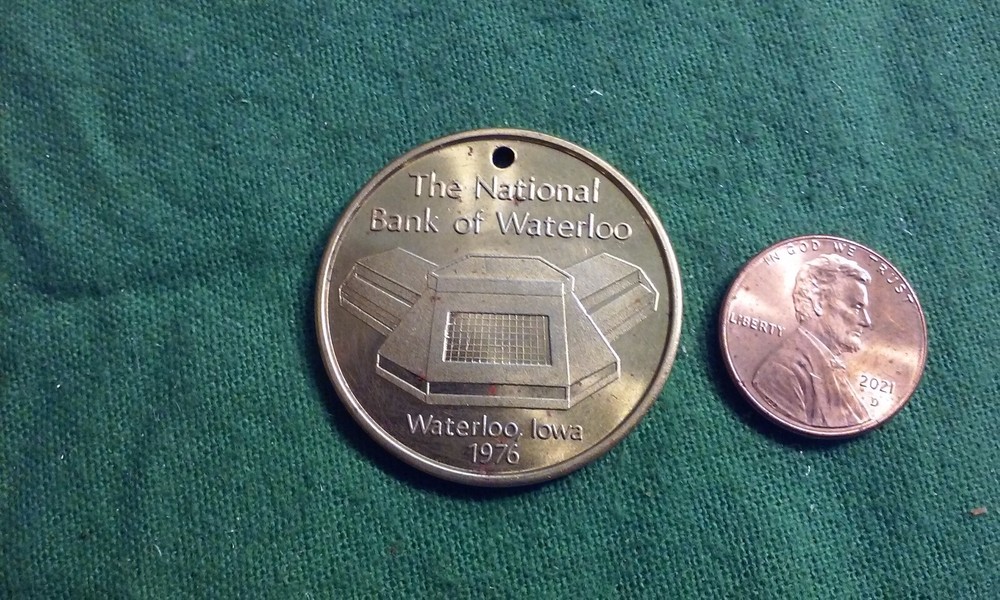 The National
Bank of Waterloo
Waterloo, Iowa
1976
IN GOD WE TRUST
LIBERTY
2021
D